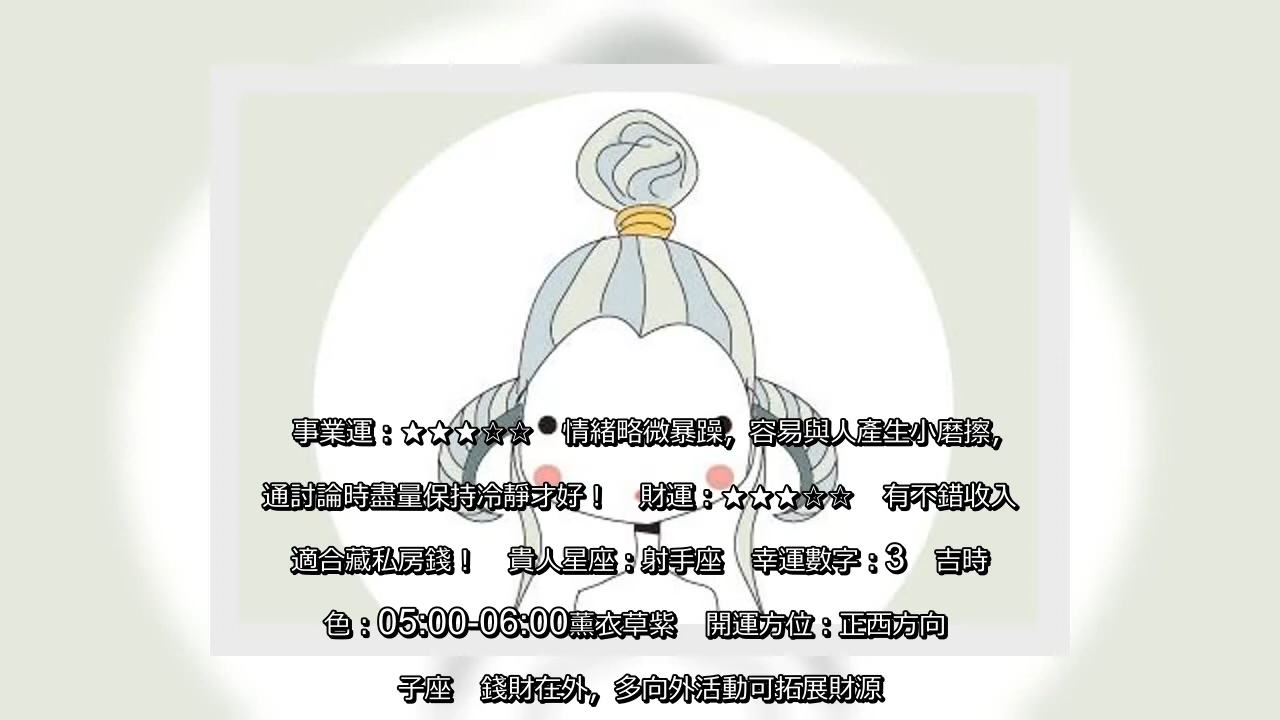 事業運：★★★☆☆　情緒略微暴躁，容易與人產生小磨擦，
通討論時盡量保持冷靜才好！　財運：★★★☆☆　有不錯收入
適合藏私房錢！　貴人星座：射手座　幸運數字：3　吉時
色：05:00-06:00薰衣草紫　開運方位：正西方向
子座　錢財在外，多向外活動可拓展財源